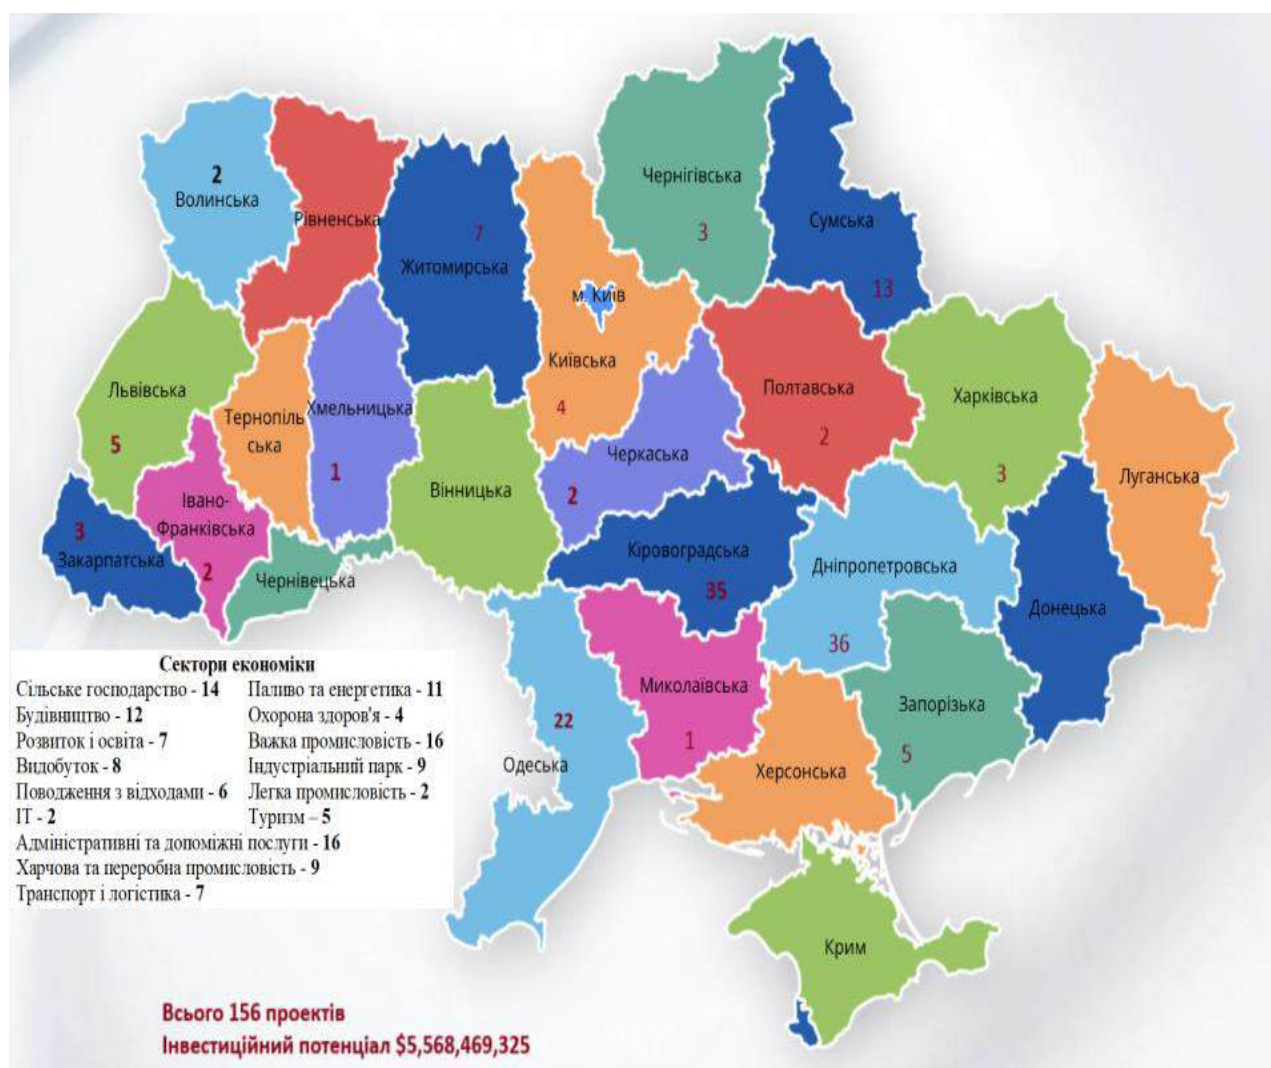 Чернігівська
3
Сумська
13
2
Волинська
Рівненська
7
Житомирська
м. Київ
Київська
4
Львівська
5
Тернопіль
ська
Хмельницька
1
Вінницька
Черкаська
2
Полтавська
2
Харківська
3
Луганська
Івано-
Франківська
2
3
Закарпатська
Чернівецька
Кіровоградська
35
Дніпропетровська
36
Донецька
Миколаївська
1
Запорізька
5
22
Одеська
Херсонська
Крим
Сектори економіки
Сільське господарство - 14
Будівництво - 12
Розвиток і освіта - 7
Видобуток - 8
Поводження з відходами - 6
ІТ - 2
Паливо та енергетика - 11
Охорона здоров'я - 4
Важка промисловість - 16
Індустріальний парк - 9
Легка промисловість - 2
Туризм – 5
Адміністративні та допоміжні послуги - 16
Харчова та переробна промисловість - 9
Транспорт і логістика - 7
Всього 156 проектів
Інвестиційний потенціал $5,568,469,325